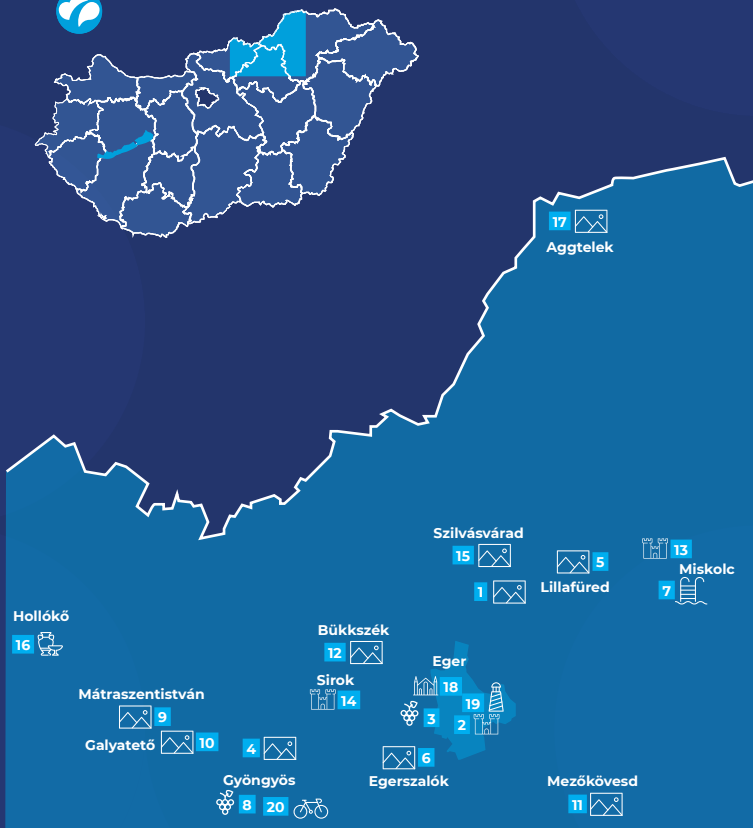 17
Aggtelek
Szilvásvárad
15
5
13
Miskolc
1
Lillafüred
7
Hollókő
16
Bükkszék
12
Eger
Sirok
14
18
19
3
2
Mátraszentistván
9
Galyatető
10
4
6
Egerszalók
Gyöngyös
8
20
Mezőkövesd
11